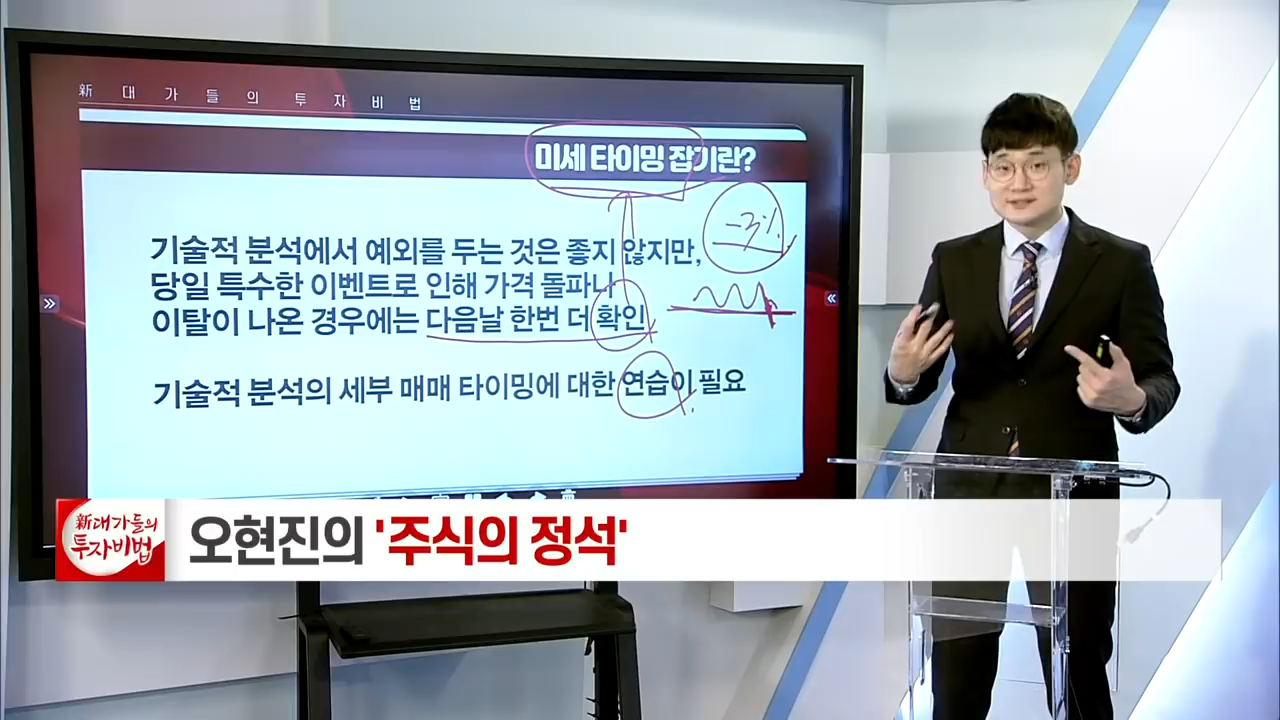 新 대 가 들 의 투 자 비 법
미세 타이밍 잡기란?
-3%
기술적 분석에서 예외를 두는 것은 좋지 않지만,
당일 특수한 이벤트로 인해 가격 돌파나
이탈이 나온 경우에는 다음날 한번 더 확인
기술적 분석의 세부 매매 타이밍에 대한 연습이 필요
新대가들의
투자비법
오현진의 '주식의 정석'